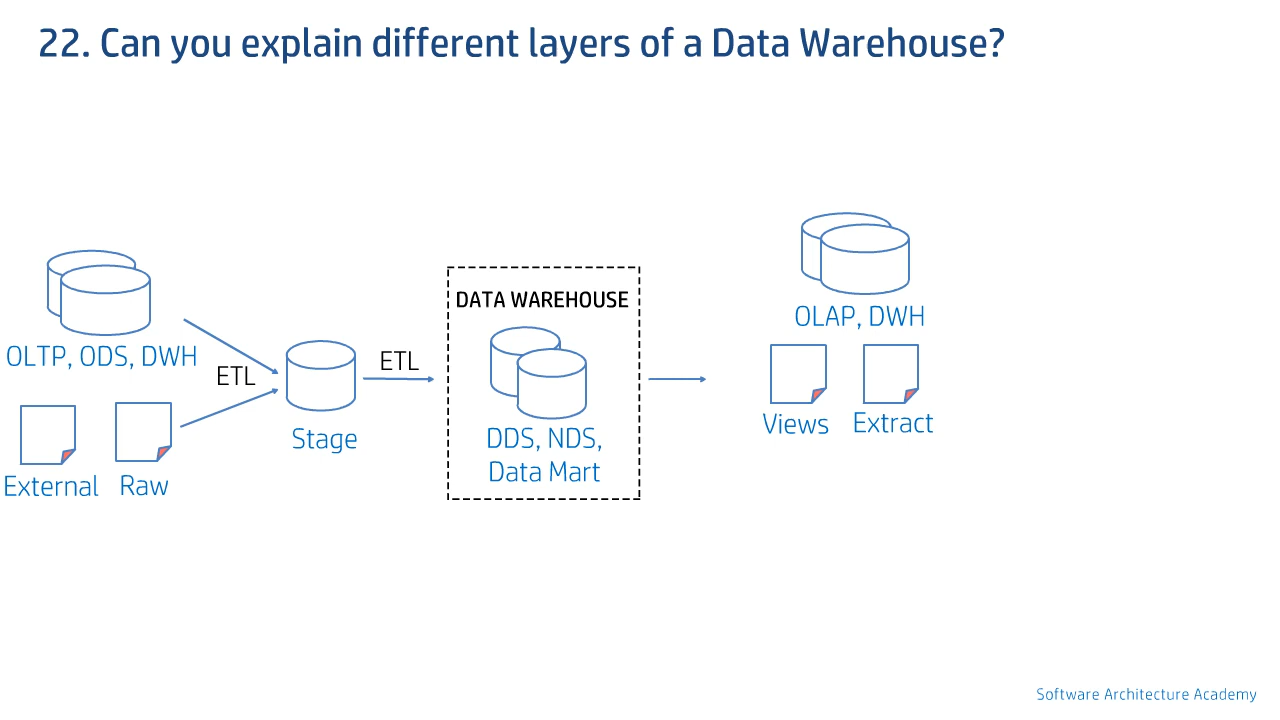 22. Can you explain different layers of a Data Warehouse?
OLTP, ODS, DWH
External
Raw
ETL
Stage
ETL
DATA WAREHOUSE
DDS, NDS,
Data Mart
OLAP, DWH
Views
Extract
Software Architecture Academy